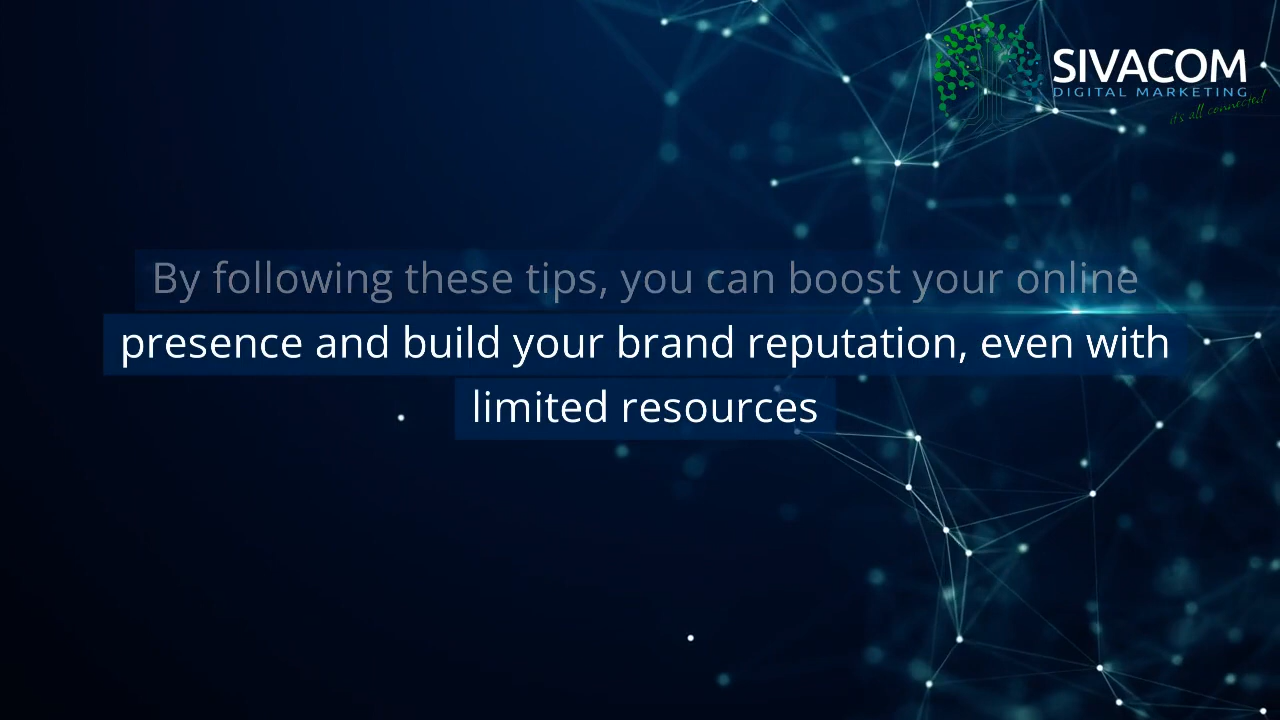 SIVACOM
DIGITAL MARKETING
it's all connected
By following these tips, you can boost your online
presence and build your brand reputation, even with
limited resources